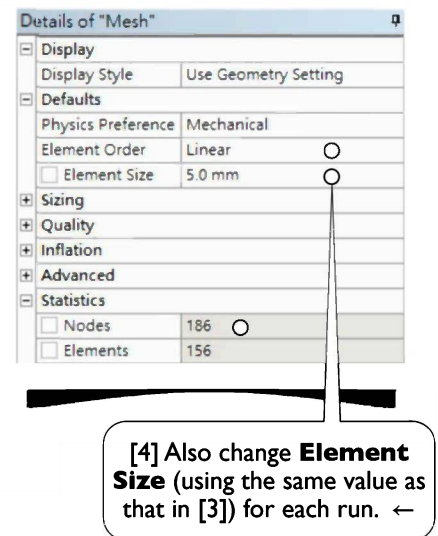 Details of "Mesh"
Display
Display Style Use Geometry Setting
Defaults
Physics Preference Mechanical
Element Order Linear
Element Size 5.0 mm
Sizing
Quality
Inflation
Advanced
Statistics
Nodes 186
Elements 156
[4] Also change Element
Size (using the same value as
that in [3]) for each run. ←